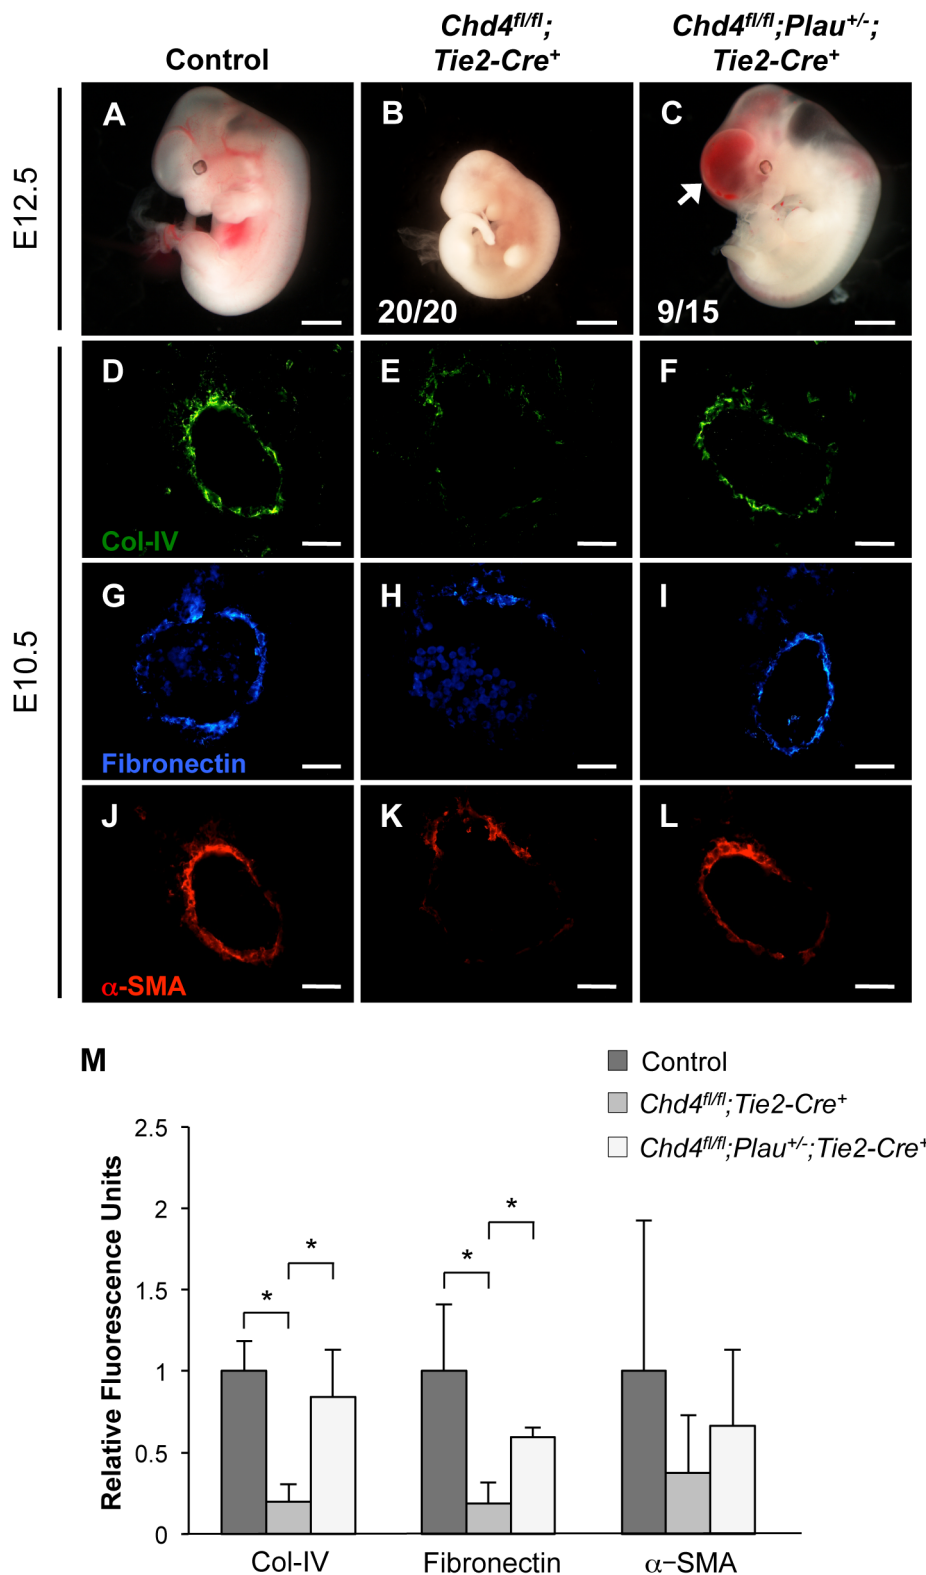 Control
Chd4fl/fl;
Tie2-Cre+
Chd4fl/fl;Plau+/-;
Tie2-Cre+
E12.5
A
B
20/20
C
9/15
E10.5
D
Col-IV
E
F
G
Fibronectin
H
I
J
α-SMA
K
L
M
Control
Chd4fl/fl;Tie2-Cre+
Chd4fl/fl;Plau+/-;Tie2-Cre+
Relative Fluorescence Units
2.5
2
1.5
1
0.5
0
* * * *
Col-IV Fibronectin α–SMA